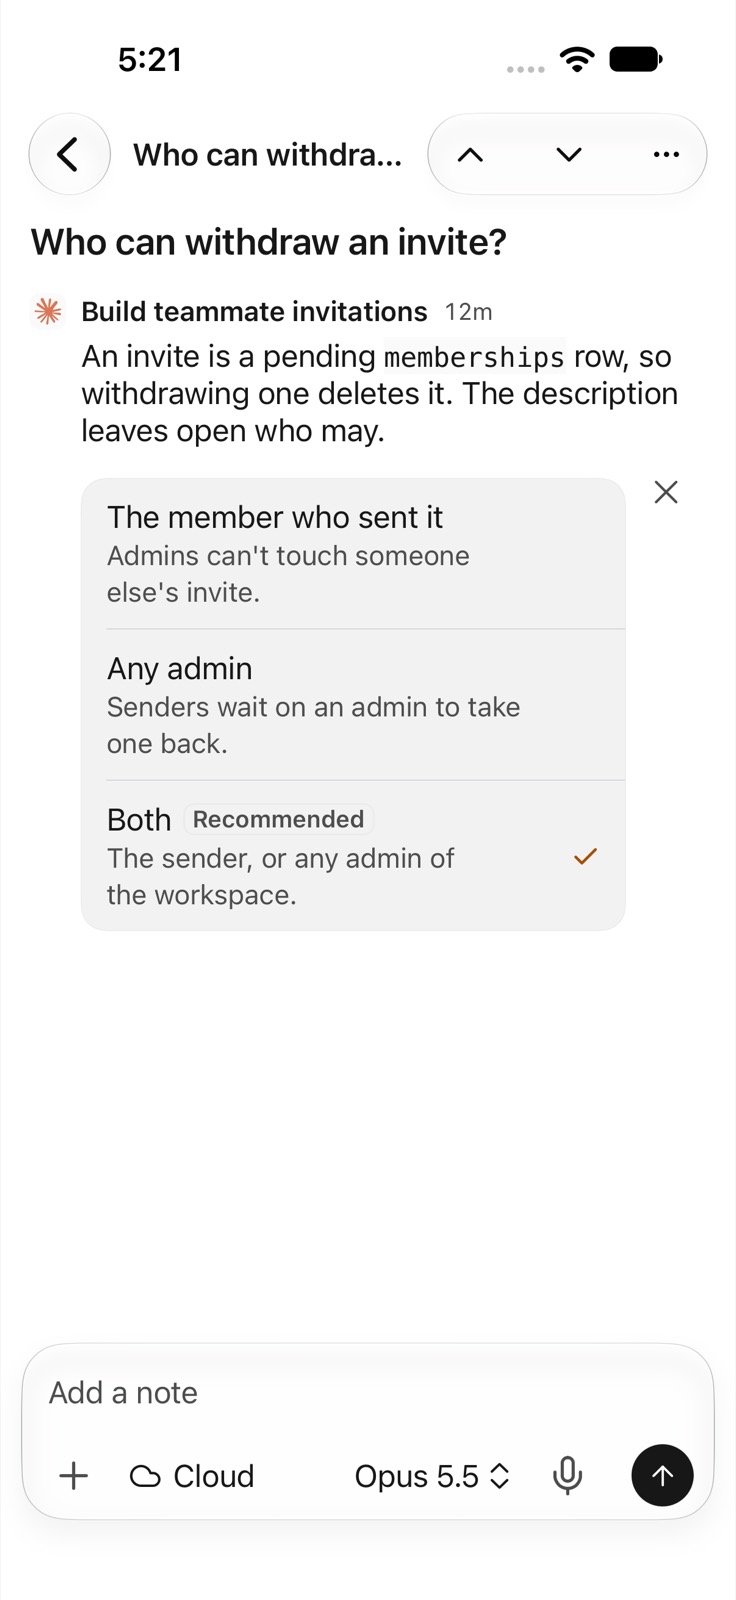 5:21
Who can withdra...
Who can withdraw an invite?
Build teammate invitations 12m
An invite is a pending memberships row, so
withdrawing one deletes it. The description
leaves open who may.
The member who sent it
Admins can't touch someone
else's invite.
Any admin
Senders wait on an admin to take
one back.
Both Recommended
The sender, or any admin of
the workspace.
Add a note
Cloud
Opus 5.5